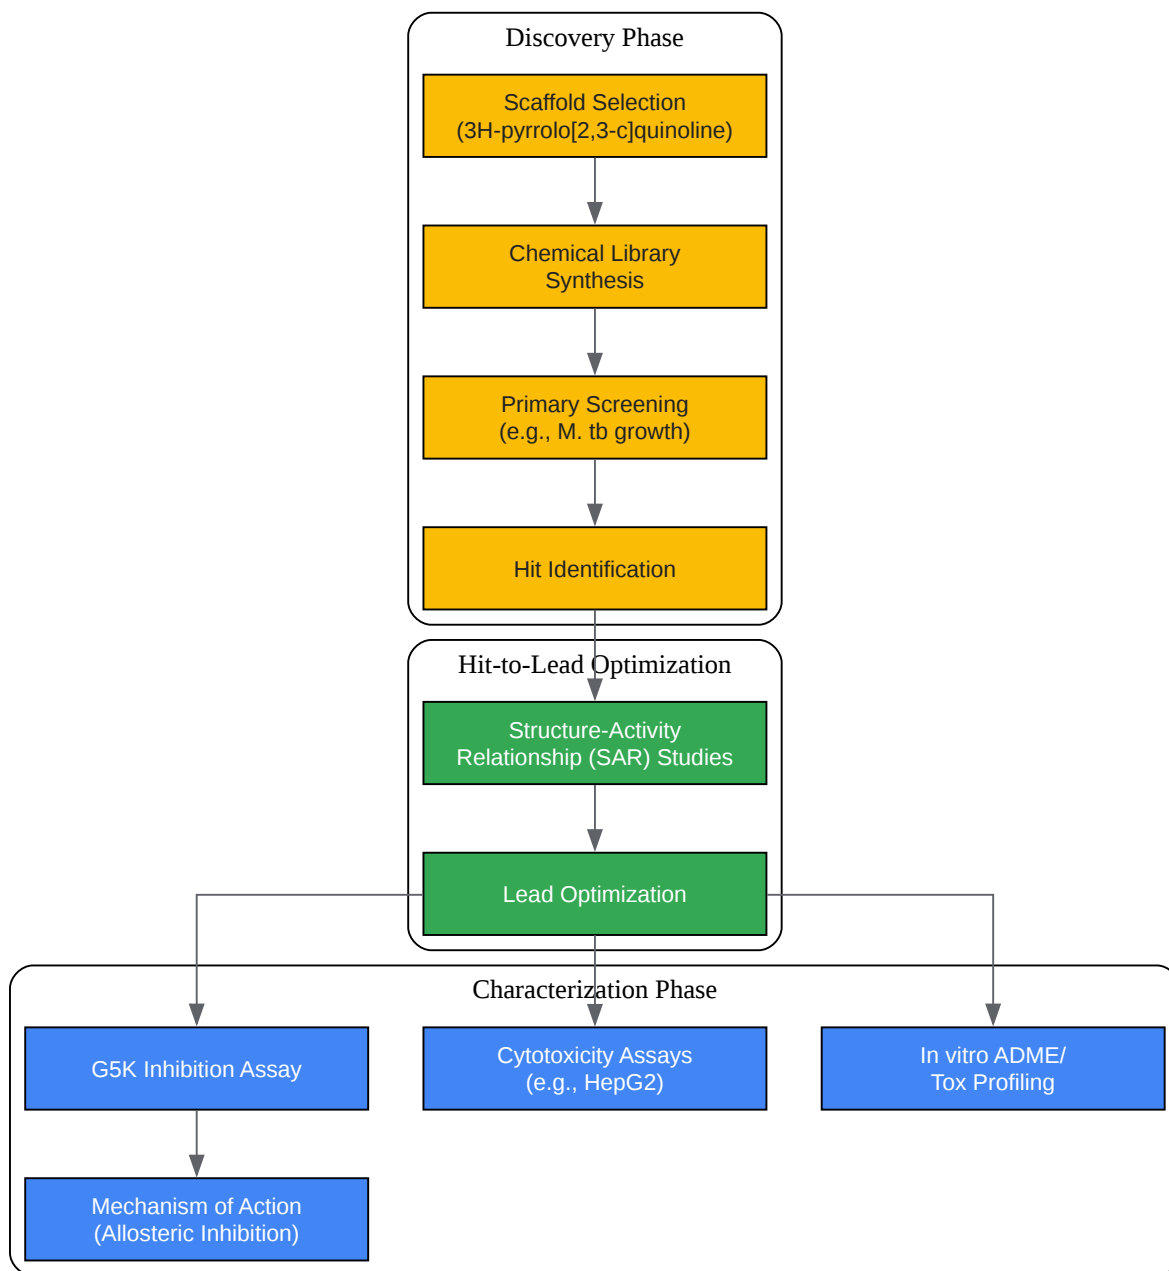 Discovery Phase
Scaffold Selection
(3H-pyrrolo[2,3-c]quinoline)
Chemical Library
Synthesis
Primary Screening
(e.g., M. tb growth)
Hit Identification
Hit-to-Lead Optimization
Structure-Activity
Relationship (SAR) Studies
Lead Optimization
Characterization Phase
G5K Inhibition Assay
Cytotoxicity Assays
(e.g., HepG2)
In vitro ADME/
Tox Profiling
Mechanism of Action
(Allosteric Inhibition)